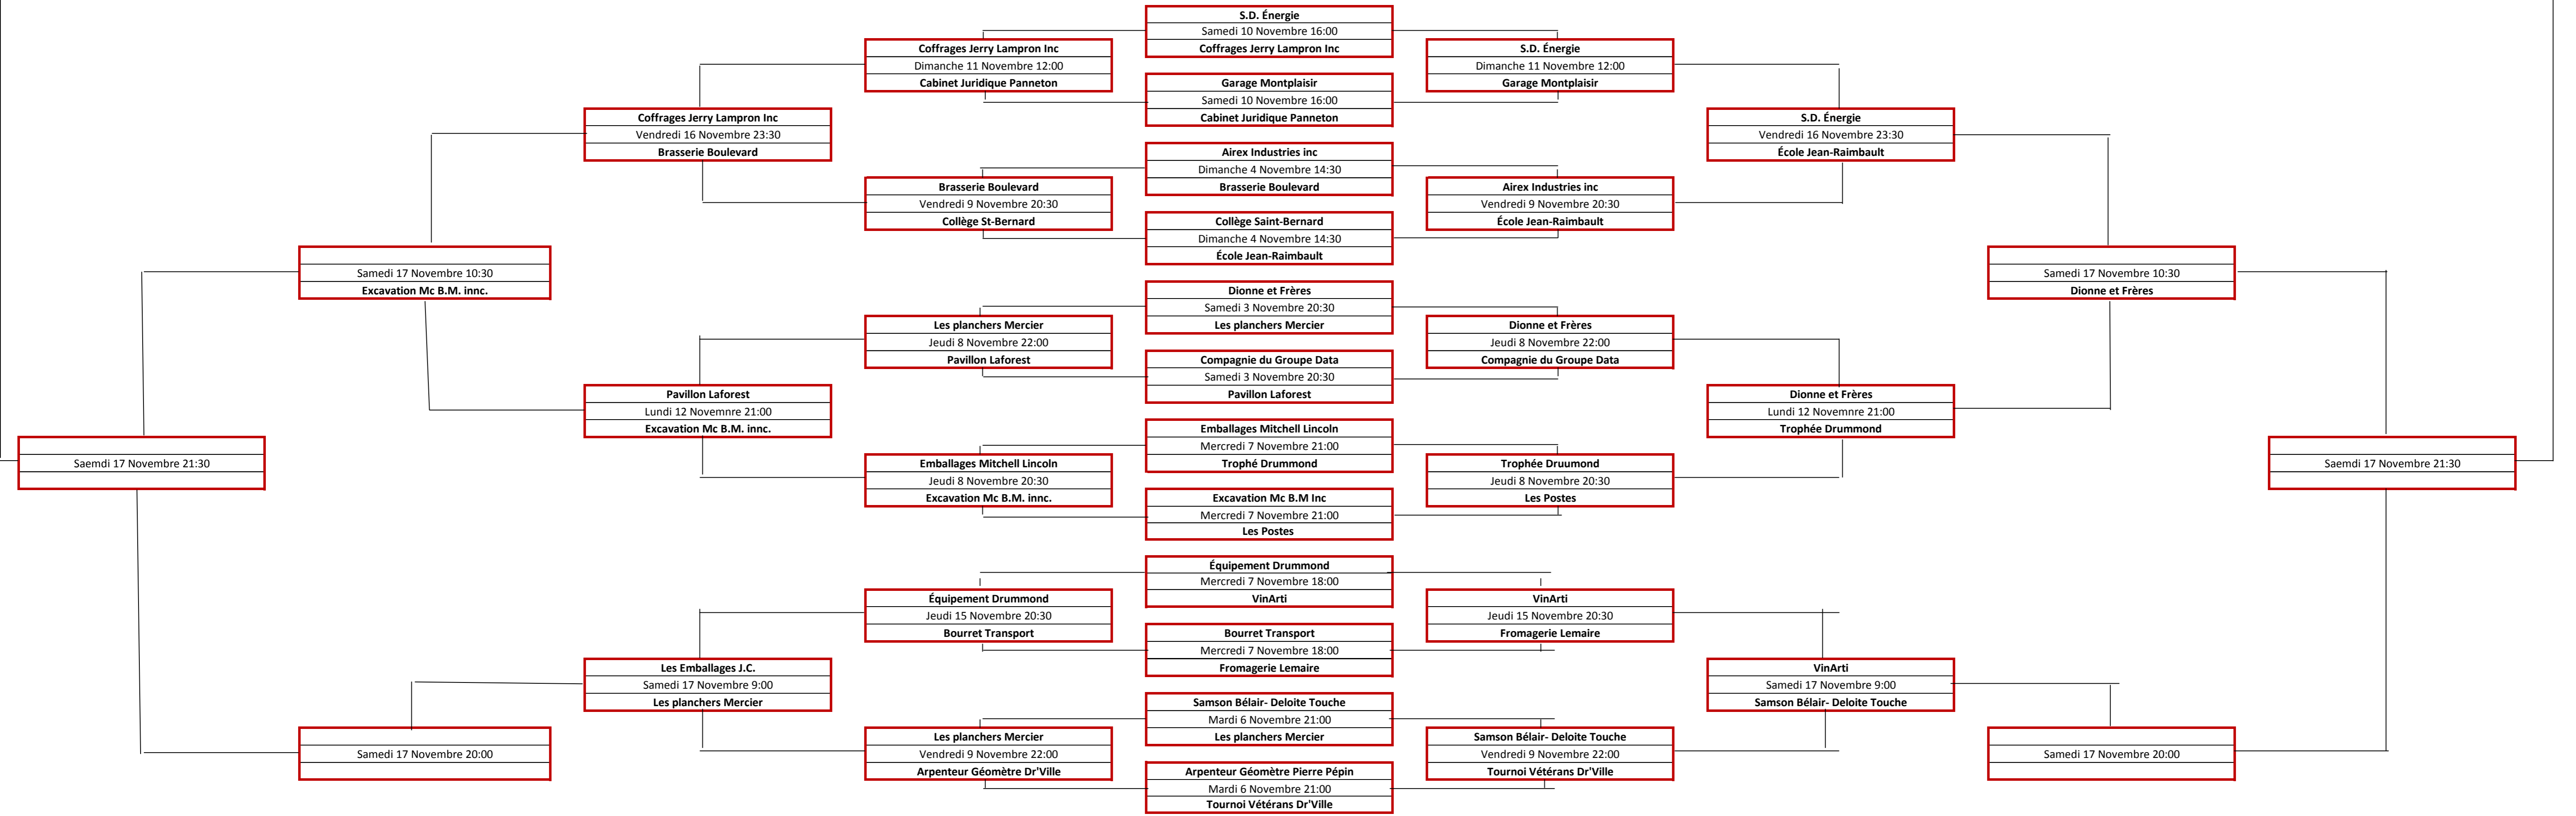 S.D. Énergie
Samedi 10 Novembre 16:00
Coffrages Jerry Lampron Inc
Coffrages Jerry Lampron Inc
Dimanche 11 Novembre 12:00
Cabinet Juridique Panneton
S.D. Énergie
Dimanche 11 Novembre 12:00
Garage Montplaisir
Garage Montplaisir
Samedi 10 Novembre 16:00
Cabinet Juridique Panneton
Coffrages Jerry Lampron Inc
Vendredi 16 Novembre 23:30
Brasserie Boulevard
S.D. Énergie
Vendredi 16 Novembre 23:30
École Jean-Raimbault
Airex Industries inc
Dimanche 4 Novembre 14:30
Brasserie Boulevard
Brasserie Boulevard
Vendredi 9 Novembre 20:30
Collège St-Bernard
Airex Industries inc
Vendredi 9 Novembre 20:30
École Jean-Raimbault
Collège Saint-Bernard
Dimanche 4 Novembre 14:30
École Jean-Raimbault
Samedi 17 Novembre 10:30
Excavation Mc B.M. innc.
Samedi 17 Novembre 10:30
Dionne et Frères
Dionne et Frères
Samedi 3 Novembre 20:30
Les planchers Mercier
Les planchers Mercier
Jeudi 8 Novembre 22:00
Pavillon Laforest
Dionne et Frères
Jeudi 8 Novembre 22:00
Compagnie du Groupe Data
Compagnie du Groupe Data
Samedi 3 Novembre 20:30
Pavillon Laforest
Pavillon Laforest
Lundi 12 Novemnre 21:00
Excavation Mc B.M. innc.
Dionne et Frères
Lundi 12 Novemnre 21:00
Trophée Drummond
Emballages Mitchell Lincoln
Mercredi 7 Novembre 21:00
Trophé Drummond
Saemdi 17 Novembre 21:30
Saemdi 17 Novembre 21:30
Emballages Mitchell Lincoln
Jeudi 8 Novembre 20:30
Excavation Mc B.M. innc.
Trophée Druumond
Jeudi 8 Novembre 20:30
Les Postes
Excavation Mc B.M Inc
Mercredi 7 Novembre 21:00
Les Postes
Équipement Drummond
Mercredi 7 Novembre 18:00
VinArti
Équipement Drummond
Jeudi 15 Novembre 20:30
Bourret Transport
VinArti
Jeudi 15 Novembre 20:30
Fromagerie Lemaire
Bourret Transport
Mercredi 7 Novembre 18:00
Fromagerie Lemaire
Les Emballages J.C.
Samedi 17 Novembre 9:00
Les planchers Mercier
VinArti
Samedi 17 Novembre 9:00
Samson Bélair- Deloite Touche
Samson Bélair- Deloite Touche
Mardi 6 Novembre 21:00
Les planchers Mercier
Samedi 17 Novembre 20:00
Les planchers Mercier
Vendredi 9 Novembre 22:00
Arpenteur Géomètre Dr'Ville
Samson Bélair- Deloite Touche
Vendredi 9 Novembre 22:00
Tournoi Vétérans Dr'Ville
Samedi 17 Novembre 20:00
Arpenteur Géomètre Pierre Pépin
Mardi 6 Novembre 21:00
Tournoi Vétérans Dr'Ville